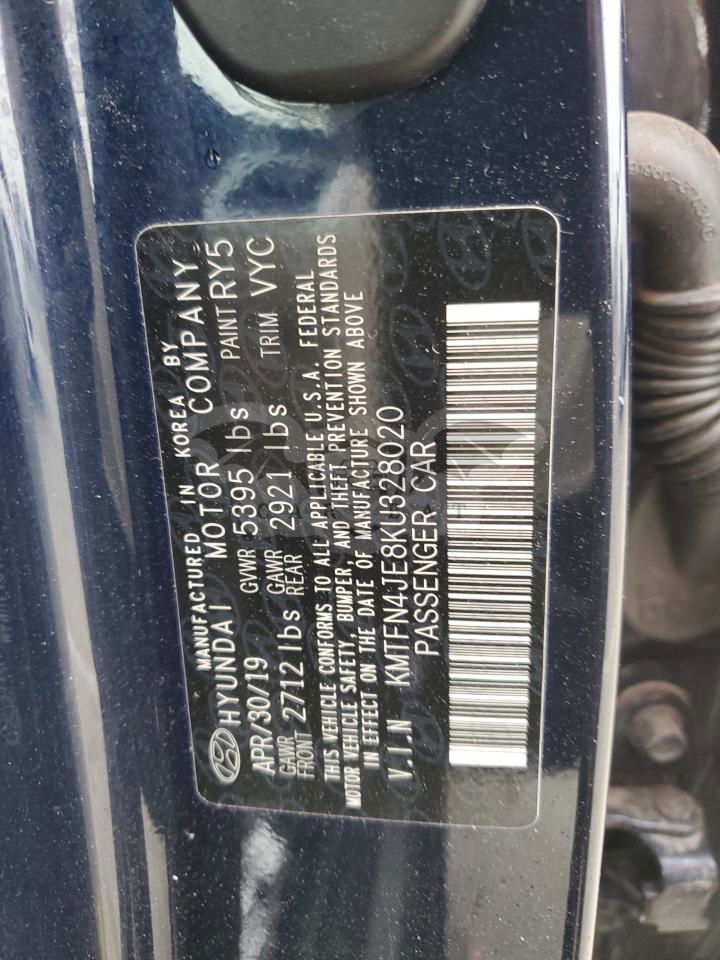 MANUFACTURED IN KOREA BY
HYUNDAI MOTOR COMPANY
APR/30/19 GVWR 5395 lbs PAINT RY5
GAWR FRONT 2712 lbs GAWR REAR 2921 lbs TRIM VYC
THIS VEHICLE CONFORMS TO ALL APPLICABLE U.S.A. FEDERAL
MOTOR VEHICLE SAFETY, BUMPER, AND THEFT PREVENTION STANDARDS
IN EFFECT ON THE DATE OF MANUFACTURE SHOWN ABOVE
V.I.N KMTFN4JE8KU328020
PASSENGER CAR